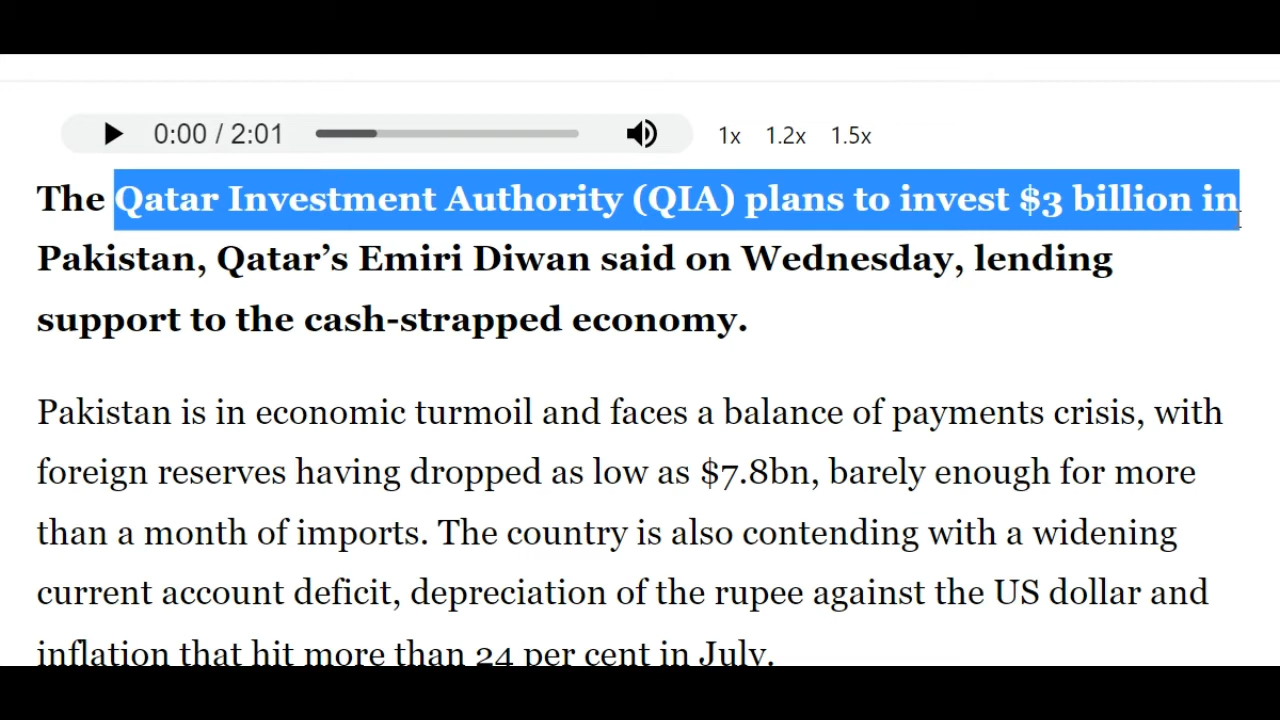 0:00 / 2:01 1x 1.2x 1.5x
The Qatar Investment Authority (QIA) plans to invest $3 billion in
Pakistan, Qatar’s Emiri Diwan said on Wednesday, lending
support to the cash-strapped economy.
Pakistan is in economic turmoil and faces a balance of payments crisis, with
foreign reserves having dropped as low as $7.8bn, barely enough for more
than a month of imports. The country is also contending with a widening
current account deficit, depreciation of the rupee against the US dollar and
inflation that hit more than 24 per cent in July.